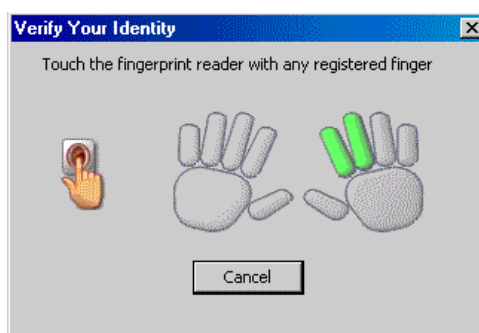 Verify Your Identity
Touch the fingerprint reader with any registered finger
Cancel